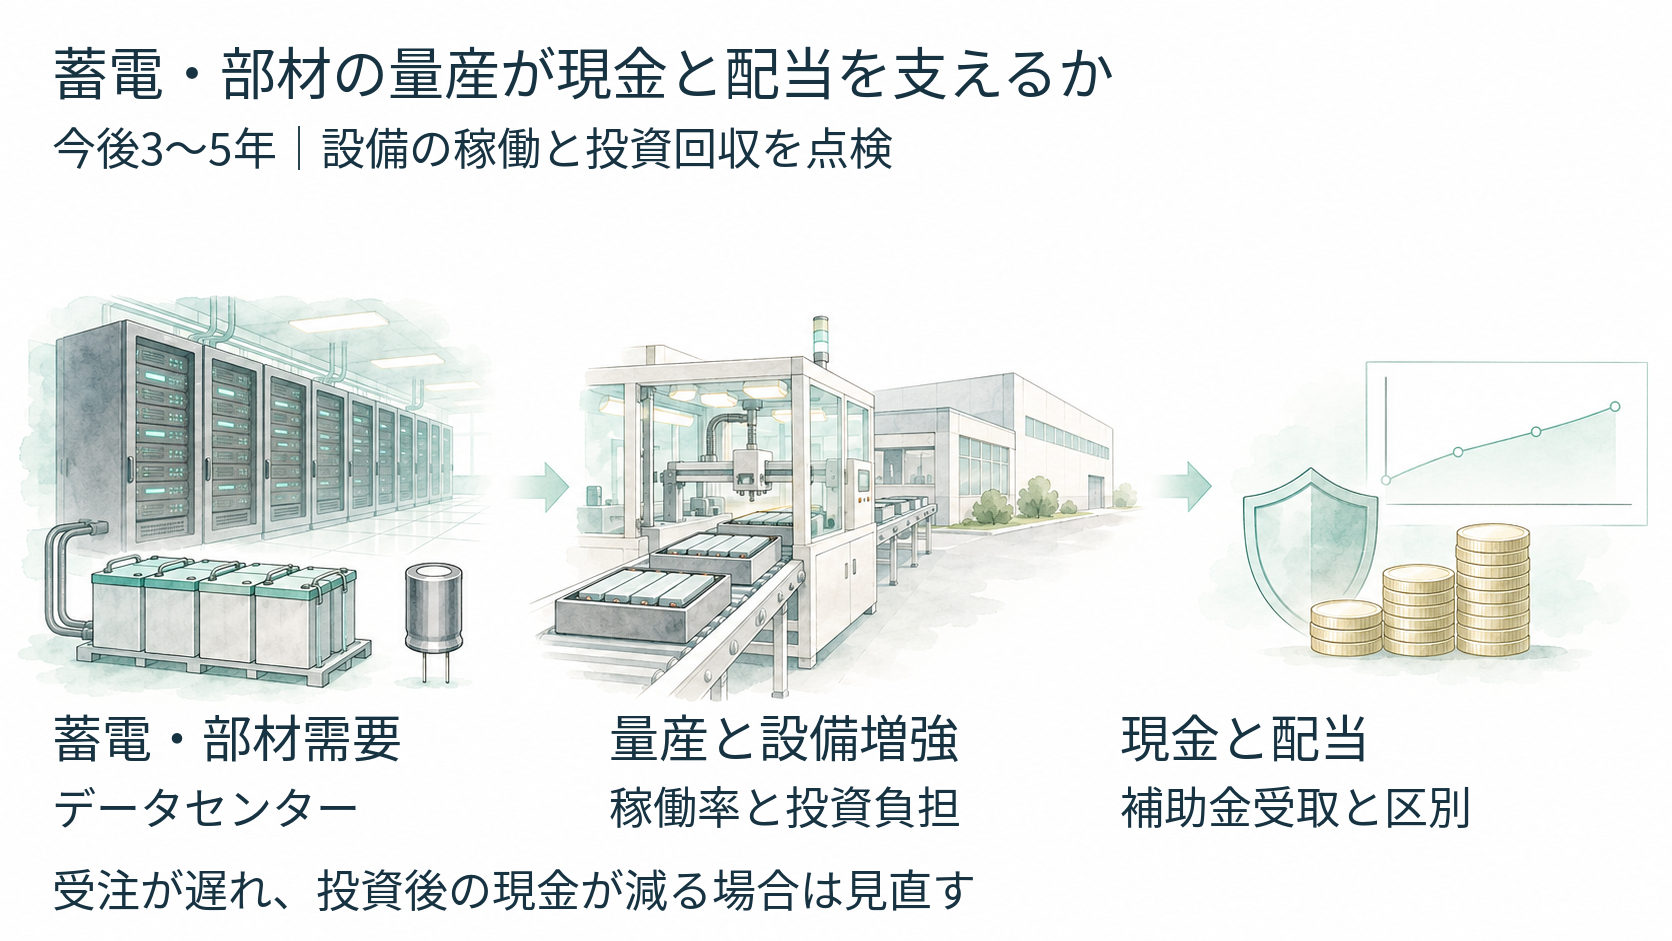 蓄電・部材の量産が現金と配当を支えるか
今後3〜5年｜設備の稼働と投資回収を点検
蓄電・部材需要
データセンター
量産と設備増強
稼働率と投資負担
現金と配当
補助金受取と区別
受注が遅れ、投資後の現金が減る場合は見直す